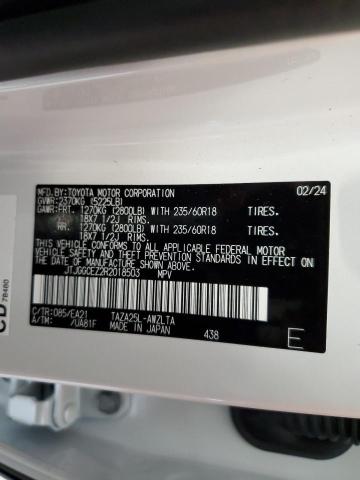 MFD.BY:TOYOTA MOTOR CORPORATION 02/24
GVWR:2370KG (5225LB)
GAWR:FRT. 1270KG (2800LB) WITH 235/60R18 TIRES.
18X7 1/2J RIMS.
RR. 1270KG (2800LB) WITH 235/60R18 TIRES.
18X7 1/2J RIMS.
THIS VEHICLE CONFORMS TO ALL APPLICABLE FEDERAL MOTOR
VEHICLE SAFETY STANDARDS IN EFFECT ON
THE DATE OF MANUFACTURE SHOWN ABOVE.
JTJGGCEZ2R2018503 MPV
C/TR:085/EA21 TAZA25L-AWZLTA
A/TM: /UA81F MADE IN JAPAN 438
E
CD 78400